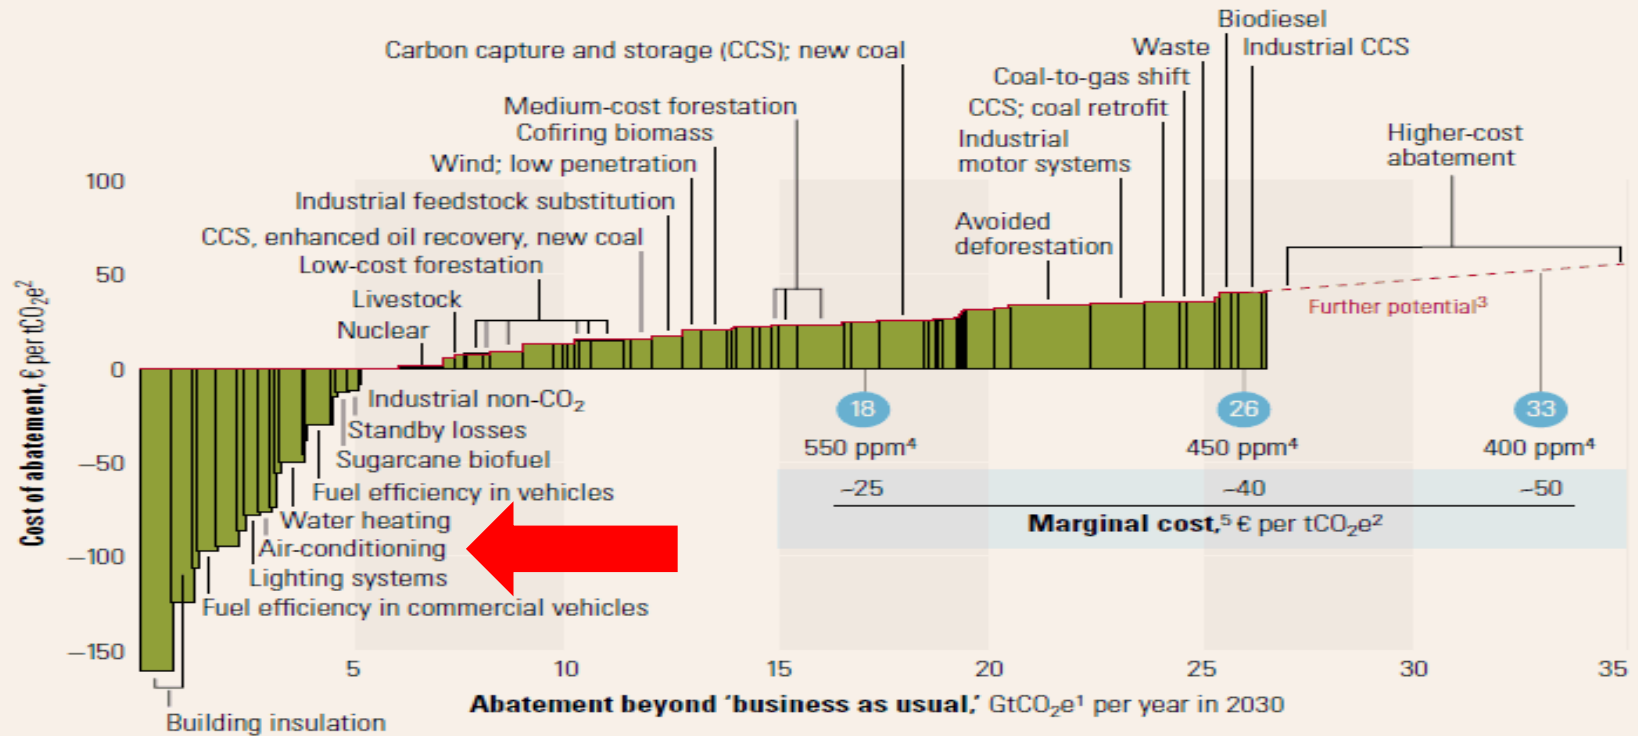 Biodiesel
Carbon capture and storage (CCS); new coal
Waste
Industrial CCS
Coal-to-gas shift
Medium-cost forestation
CCS; coal retrofit
Cofiring biomass
Industrial
motor systems
Higher-cost
abatement
Wind; low penetration
Industrial feedstock substitution
Avoided
deforestation
CCS, enhanced oil recovery, new coal
Low-cost forestation
Livestock
Nuclear
Further potential³
Cost of abatement, € per tCO₂e²
100
50
0
–50
–100
–150
Industrial non-CO₂
Standby losses
Sugarcane biofuel
Fuel efficiency in vehicles
Water heating
Air-conditioning
Lighting systems
Fuel efficiency in commercial vehicles
Building insulation
18
26
33
550 ppm⁴
450 ppm⁴
400 ppm⁴
~25
~40
~50
Marginal cost,⁵ € per tCO₂e²
5
10
15
20
25
30
35
Abatement beyond ‘business as usual,’ GtCO₂e¹ per year in 2030